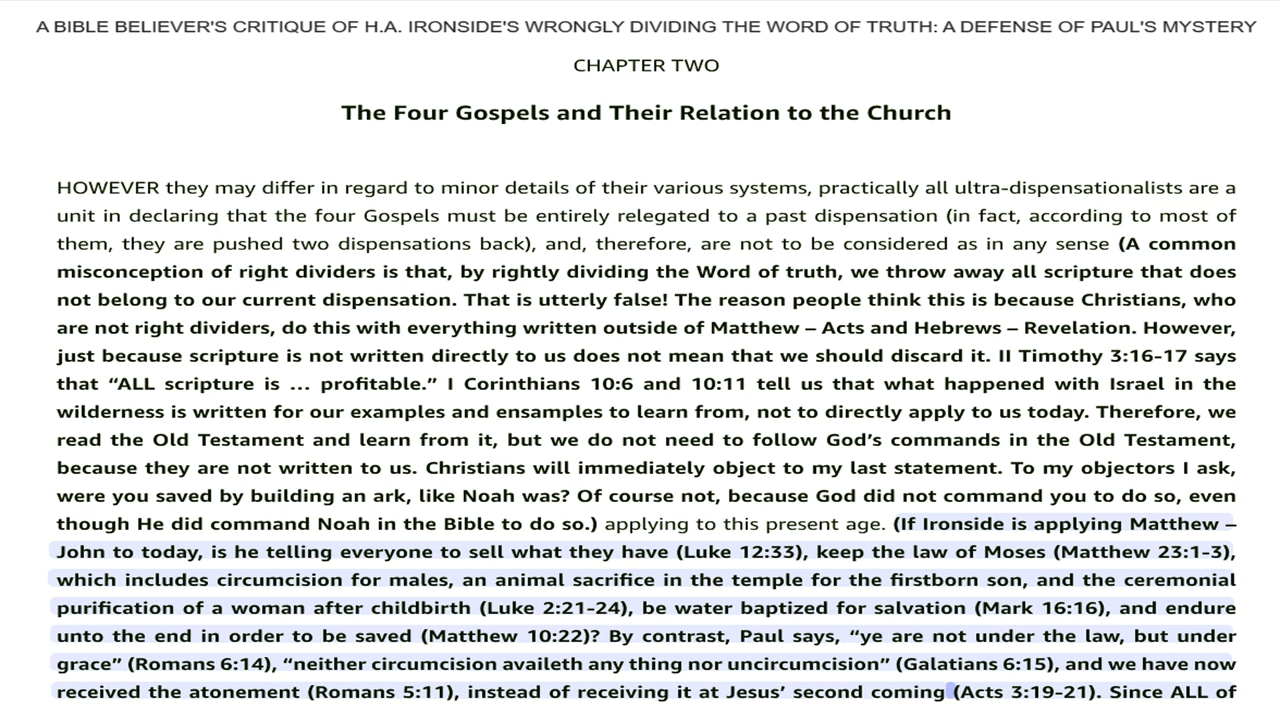 A BIBLE BELIEVER'S CRITIQUE OF H.A. IRONSIDE'S WRONGLY DIVIDING THE WORD OF TRUTH: A DEFENSE OF PAUL'S MYSTERY
CHAPTER TWO
The Four Gospels and Their Relation to the Church
HOWEVER they may differ in regard to minor details of their various systems, practically all ultra-dispensationalists are a
unit in declaring that the four Gospels must be entirely relegated to a past dispensation (in fact, according to most of
them, they are pushed two dispensations back), and, therefore, are not to be considered as in any sense (A common
misconception of right dividers is that, by rightly dividing the Word of truth, we throw away all scripture that does
not belong to our current dispensation. That is utterly false! The reason people think this is because Christians, who
are not right dividers, do this with everything written outside of Matthew – Acts and Hebrews – Revelation. However,
just because scripture is not written directly to us does not mean that we should discard it. II Timothy 3:16-17 says
that “ALL scripture is ... profitable.” I Corinthians 10:6 and 10:11 tell us that what happened with Israel in the
wilderness is written for our examples and ensamples to learn from, not to directly apply to us today. Therefore, we
read the Old Testament and learn from it, but we do not need to follow God’s commands in the Old Testament,
because they are not written to us. Christians will immediately object to my last statement. To my objectors I ask,
were you saved by building an ark, like Noah was? Of course not, because God did not command you to do so, even
though He did command Noah in the Bible to do so.) applying to this present age. (If Ironside is applying Matthew –
John to today, is he telling everyone to sell what they have (Luke 12:33), keep the law of Moses (Matthew 23:1-3),
which includes circumcision for males, an animal sacrifice in the temple for the firstborn son, and the ceremonial
purification of a woman after childbirth (Luke 2:21-24), be water baptized for salvation (Mark 16:16), and endure
unto the end in order to be saved (Matthew 10:22)? By contrast, Paul says, “ye are not under the law, but under
grace” (Romans 6:14), “neither circumcision availeth any thing nor uncircumcision” (Galatians 6:15), and we have now
received the atonement (Romans 5:11), instead of receiving it at Jesus’ second coming (Acts 3:19-21). Since ALL of